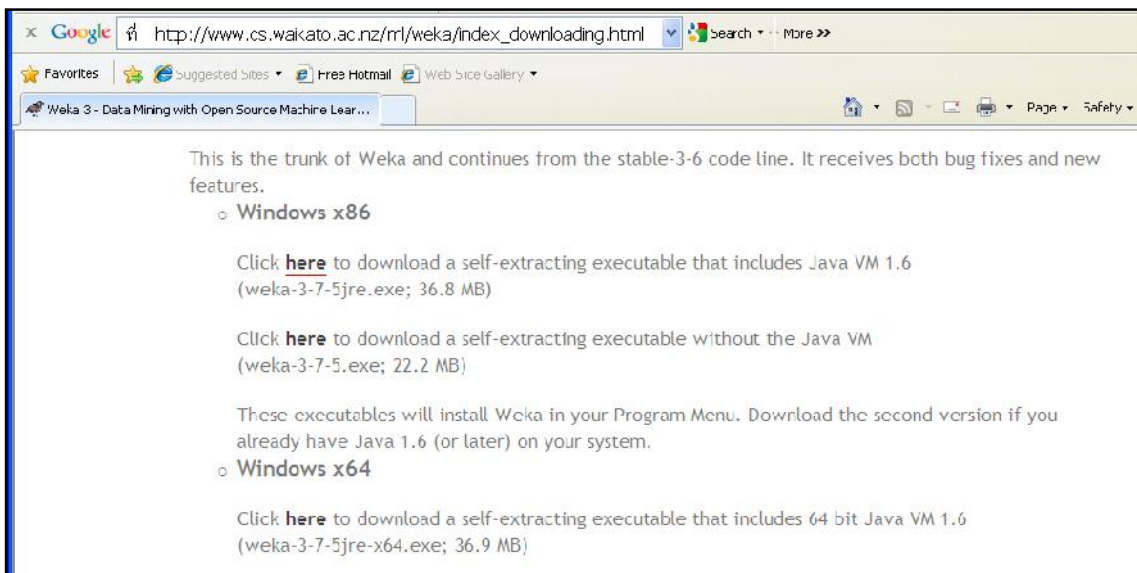 x Google ที่ http://www.cs.waikato.ac.nz/ml/weka/index_downloading.html Search More >>
Favorites Suggested Sites Free Hotmail Web Slice Gallery
Weka 3 - Data Mining with Open Source Machine Lear... Page Safety
This is the trunk of Weka and continues from the stable-3-6 code line. It receives both bug fixes and new
features.
Windows x86
Click here to download a self-extracting executable that includes Java VM 1.6
(weka-3-7-5jre.exe; 36.8 MB)
Click here to download a self-extracting executable without the Java VM
(weka-3-7-5.exe; 22.2 MB)
These executables will install Weka in your Program Menu. Download the second version if you
already have Java 1.6 (or later) on your system.
Windows x64
Click here to download a self-extracting executable that includes 64 bit Java VM 1.6
(weka-3-7-5jre-x64.exe; 36.9 MB)